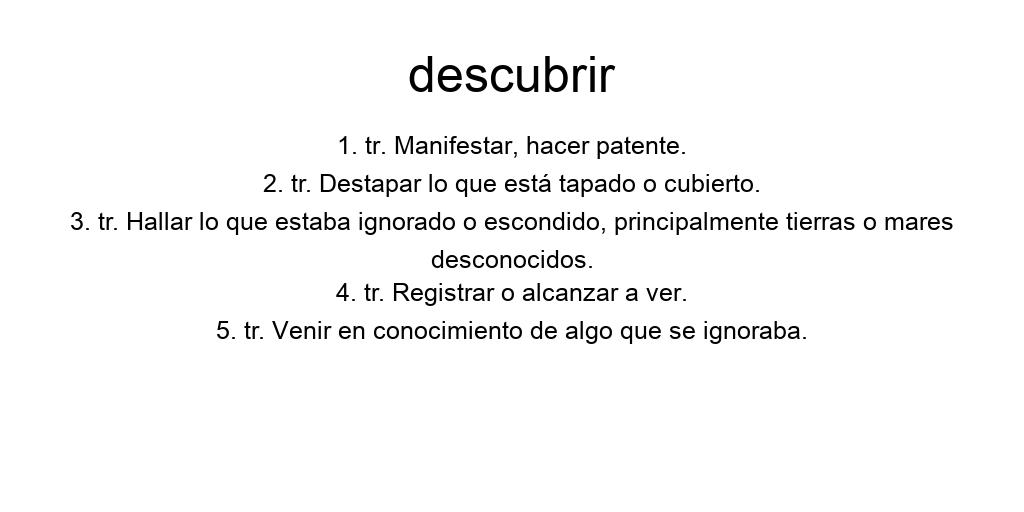 descubrir
1. tr. Manifestar, hacer patente.
2. tr. Destapar lo que está tapado o cubierto.
3. tr. Hallar lo que estaba ignorado o escondido, principalmente tierras o mares
desconocidos.
4. tr. Registrar o alcanzar a ver.
5. tr. Venir en conocimiento de algo que se ignoraba.